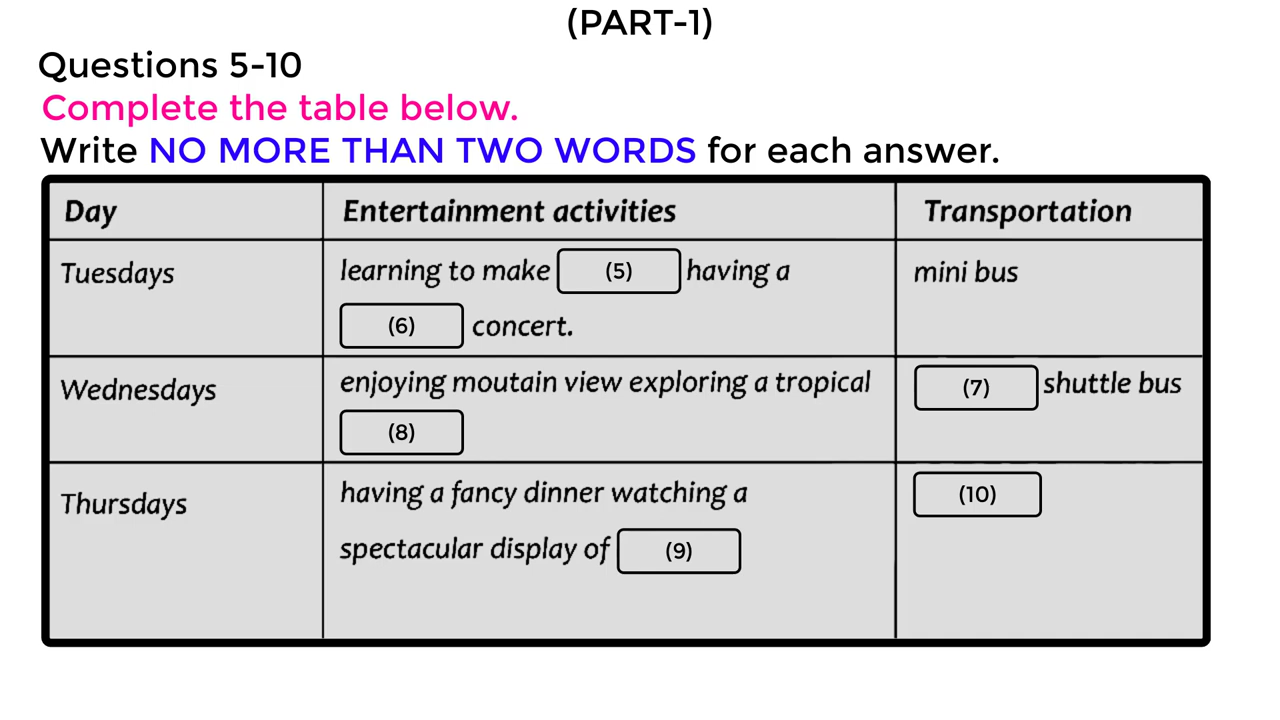 (PART-1)
Questions 5-10
Complete the table below.
Write NO MORE THAN TWO WORDS for each answer.
Day Entertainment activities Transportation
Tuesdays learning to make (5) having a mini bus
(6) concert.
Wednesdays enjoying moutain view exploring a tropical (7) shuttle bus
(8)
Thursdays having a fancy dinner watching a (10)
spectacular display of (9)